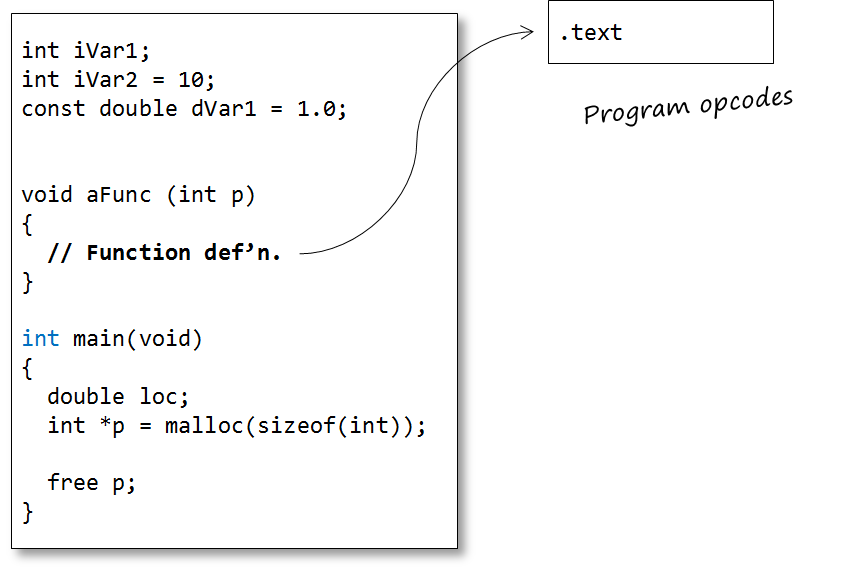 int iVar1;
int iVar2 = 10;
const double dVar1 = 1.0;
void aFunc (int p)
{
// Function def’n.
}
int main(void)
{
double loc;
int *p = malloc(sizeof(int));
free p;
}
.text
Program opcodes